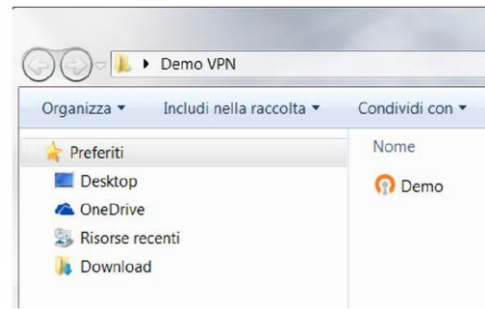 Demo VPN
Organizza Includi nella raccolta Condividi con
Preferiti
Desktop
OneDrive
Risorse recenti
Download
Nome
Demo